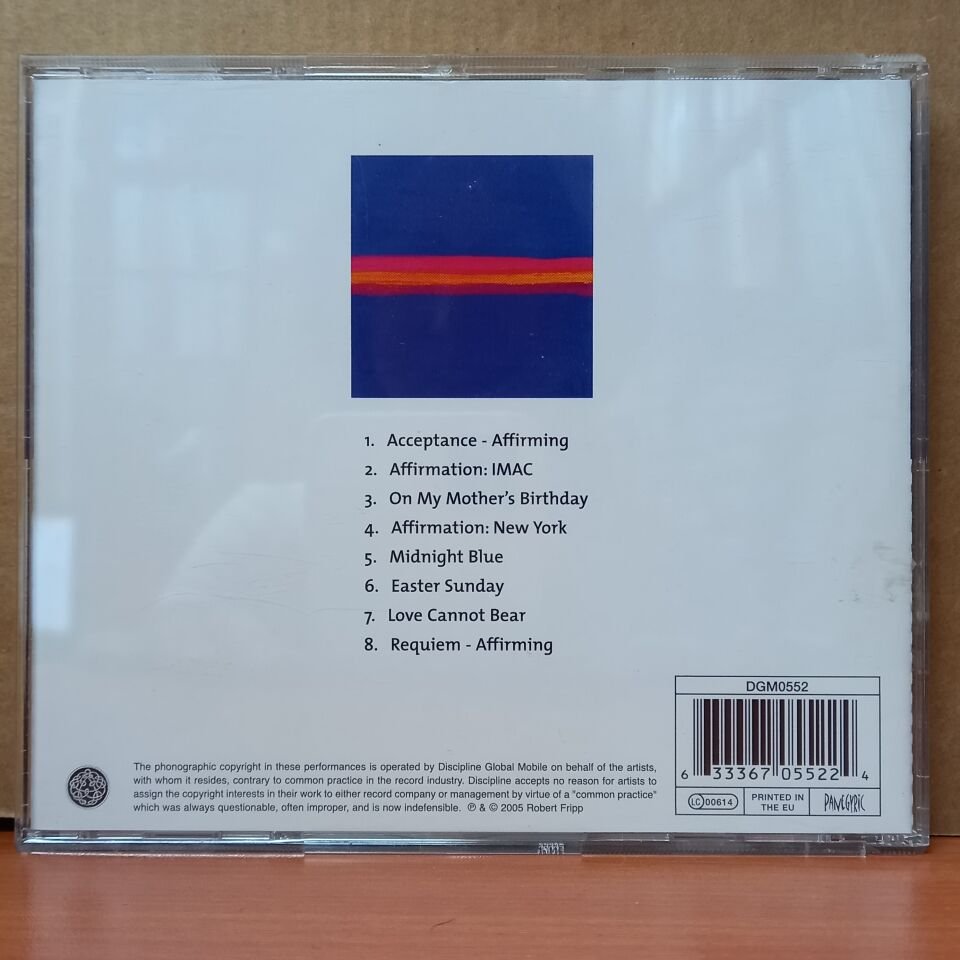 1. Acceptance - Affirming
2. Affirmation: IMAC
3. On My Mother's Birthday
4. Affirmation: New York
5. Midnight Blue
6. Easter Sunday
7. Love Cannot Bear
8. Requiem - Affirming
DGM0552
6 33367 05522 4
LC 00614
PRINTED IN
THE EU
PANEGYRIC
The phonographic copyright in these performances is operated by Discipline Global Mobile on behalf of the artists,
with whom it resides, contrary to common practice in the record industry. Discipline accepts no reason for artists to
assign the copyright interests in their work to either record company or management by virtue of a "common practice"
which was always questionable, often improper, and is now indefensible. ℗ & © 2005 Robert Fripp